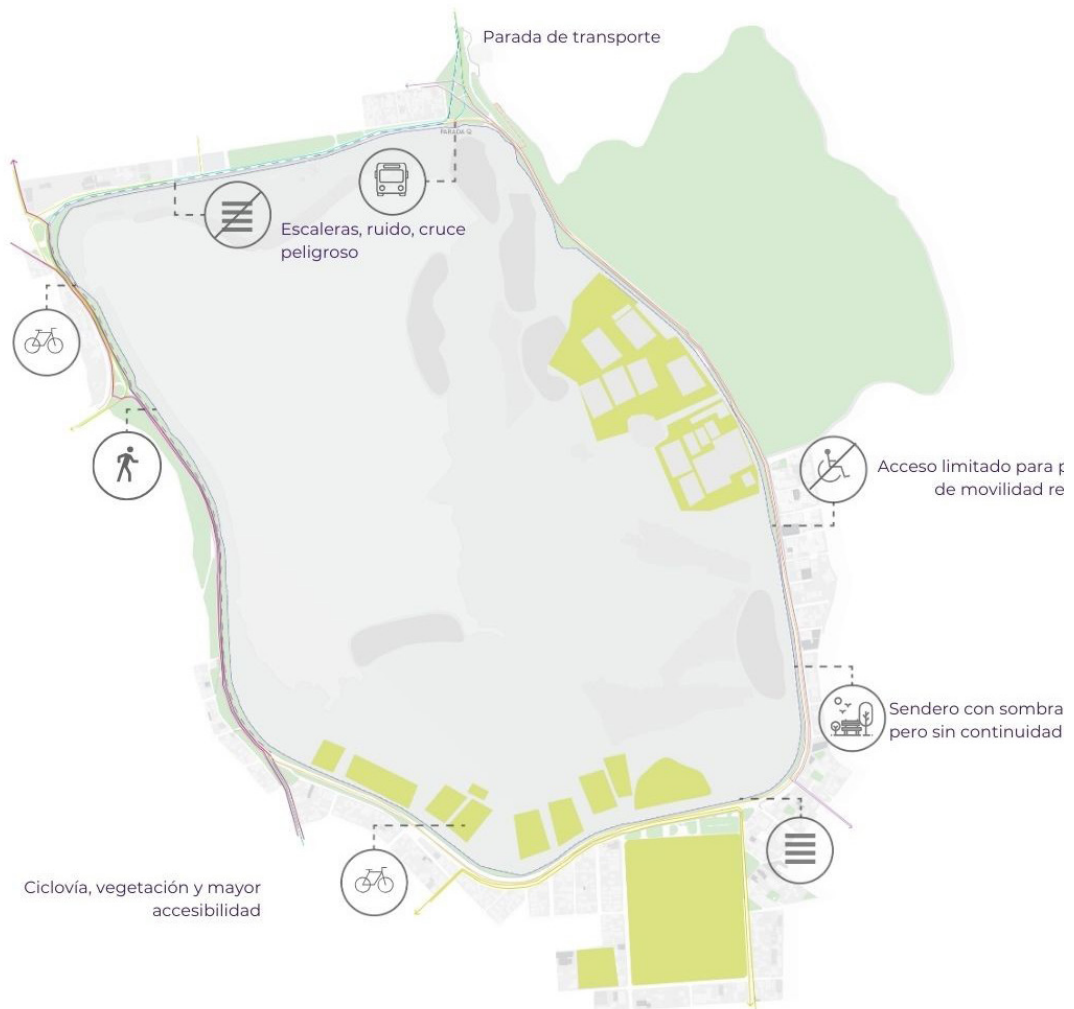 Parada de transporte
PARADA Q
Escaleras, ruido, cruce
peligroso
Acceso limitado para p
de movilidad re
Sendero con sombra
pero sin continuidad
Ciclovía, vegetación y mayor
accesibilidad